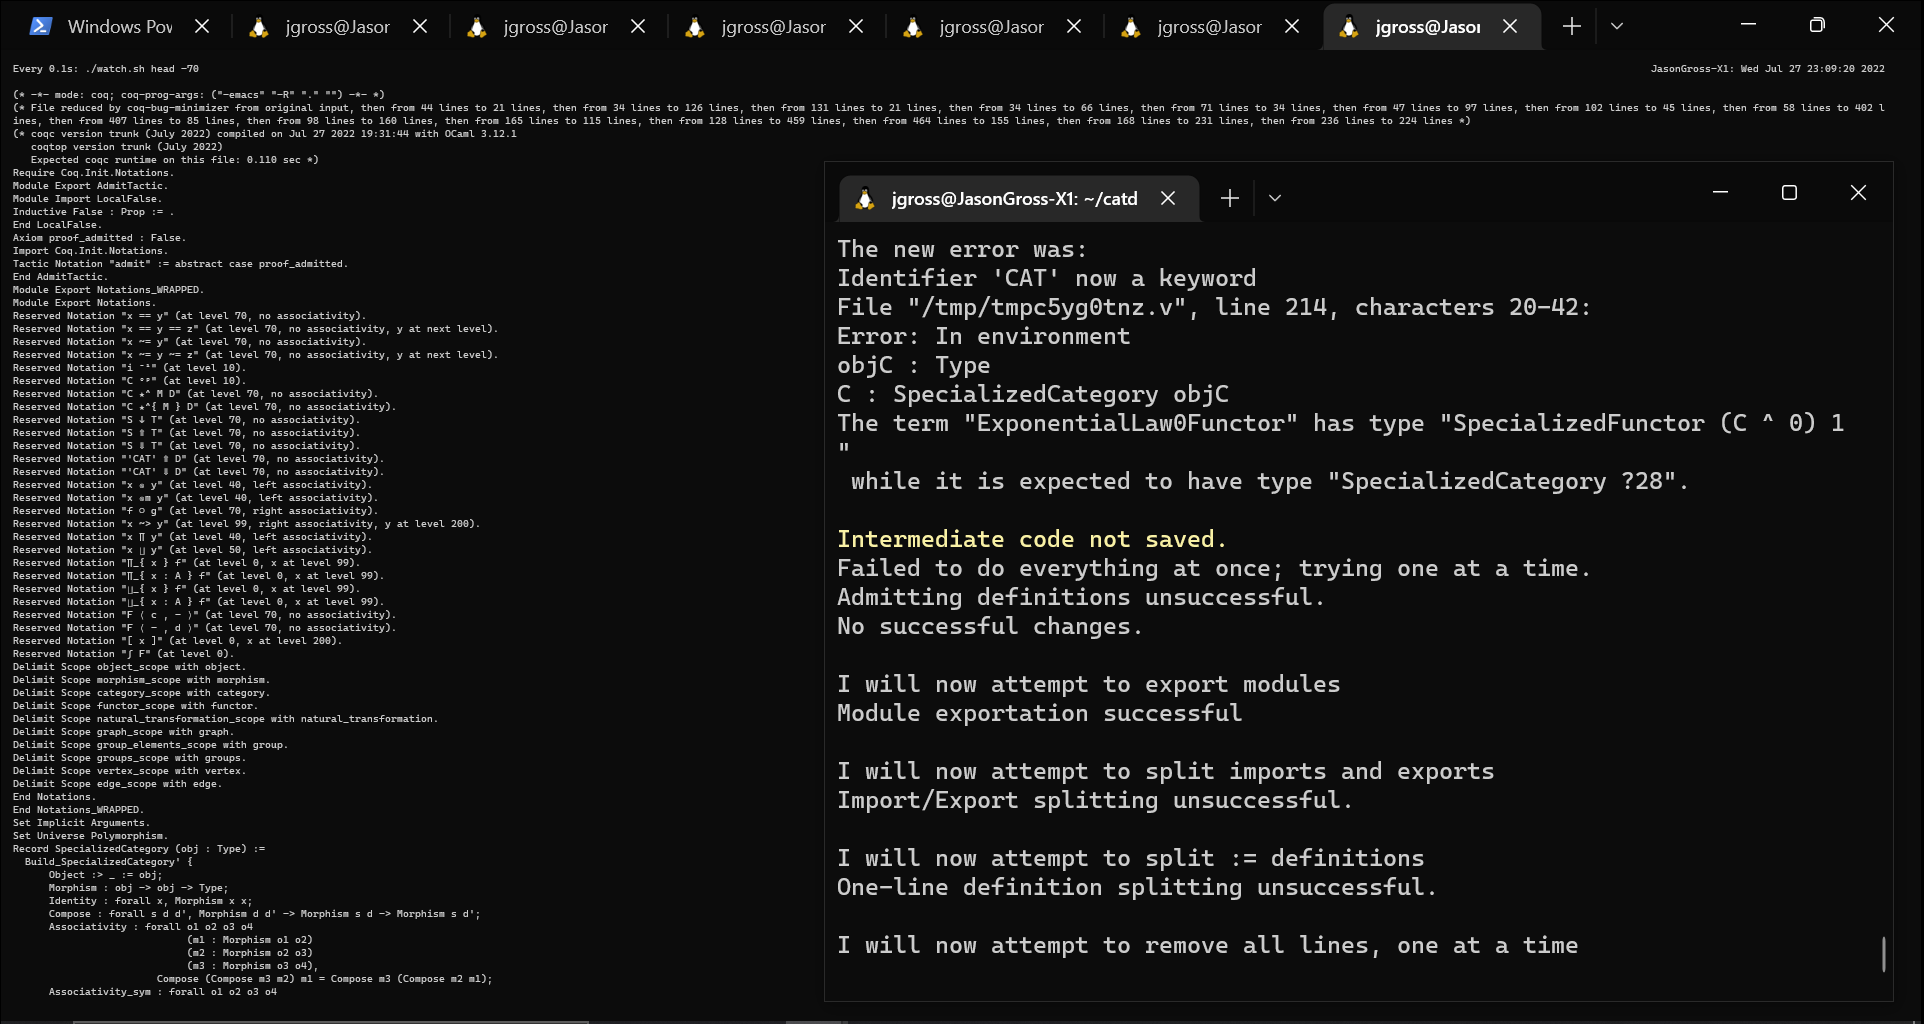 Windows Pov
jgross@Jasor
jgross@Jasor
jgross@Jasor
jgross@Jasor
jgross@Jasor
jgross@Jasor
Every 0.1s: ./watch.sh head -70
JasonGross-X1: Wed Jul 27 23:09:20 2022
(* -*- mode: coq; coq-prog-args: ("-emacs" "-R" "." "") -*- *)
(* File reduced by coq-bug-minimizer from original input, then from 44 lines to 21 lines, then from 34 lines to 126 lines, then from 131 lines to 21 lines, then from 34 lines to 66 lines, then from 71 lines to 34 lines, then from 47 lines to 97 lines, then from 102 lines to 45 lines, then from 58 lines to 402 l
ines, then from 407 lines to 85 lines, then from 98 lines to 160 lines, then from 165 lines to 115 lines, then from 128 lines to 459 lines, then from 464 lines to 155 lines, then from 168 lines to 231 lines, then from 236 lines to 224 lines *)
(* coqc version trunk (July 2022) compiled on Jul 27 2022 19:31:44 with OCaml 3.12.1
coqtop version trunk (July 2022)
Expected coqc runtime on this file: 0.110 sec *)
Require Coq.Init.Notations.
Module Export AdmitTactic.
Module Import LocalFalse.
Inductive False : Prop := .
End LocalFalse.
Axiom proof_admitted : False.
Import Coq.Init.Notations.
Tactic Notation "admit" := abstract case proof_admitted.
End AdmitTactic.
Module Export Notations_WRAPPED.
Module Export Notations.
Reserved Notation "x == y" (at level 70, no associativity).
Reserved Notation "x == y == z" (at level 70, no associativity, y at next level).
Reserved Notation "x ~= y" (at level 70, no associativity).
Reserved Notation "x ~= y ~= z" (at level 70, no associativity, y at next level).
Reserved Notation "i ⁻¹" (at level 10).
Reserved Notation "C ᵒᵖ" (at level 10).
Reserved Notation "C ★^ M D" (at level 70, no associativity).
Reserved Notation "C ★^{ M } D" (at level 70, no associativity).
Reserved Notation "S ↓ T" (at level 70, no associativity).
Reserved Notation "S ⇑ T" (at level 70, no associativity).
Reserved Notation "S ⇓ T" (at level 70, no associativity).
Reserved Notation "'CAT' ⇑ D" (at level 70, no associativity).
Reserved Notation "'CAT' ⇓ D" (at level 70, no associativity).
Reserved Notation "x ⊗ y" (at level 40, left associativity).
Reserved Notation "x ⊗m y" (at level 40, left associativity).
Reserved Notation "f ○ g" (at level 70, right associativity).
Reserved Notation "x ~> y" (at level 99, right associativity, y at level 200).
Reserved Notation "x ∏ y" (at level 40, left associativity).
Reserved Notation "x ∐ y" (at level 50, left associativity).
Reserved Notation "∏_{ x } f" (at level 0, x at level 99).
Reserved Notation "∏_{ x : A } f" (at level 0, x at level 99).
Reserved Notation "∐_{ x } f" (at level 0, x at level 99).
Reserved Notation "∐_{ x : A } f" (at level 0, x at level 99).
Reserved Notation "F ⟨ c , - ⟩" (at level 70, no associativity).
Reserved Notation "F ⟨ - , d ⟩" (at level 70, no associativity).
Reserved Notation "[ x ]" (at level 0, x at level 200).
Reserved Notation "∫ F" (at level 0).
Delimit Scope object_scope with object.
Delimit Scope morphism_scope with morphism.
Delimit Scope category_scope with category.
Delimit Scope functor_scope with functor.
Delimit Scope natural_transformation_scope with natural_transformation.
Delimit Scope graph_scope with graph.
Delimit Scope group_elements_scope with group.
Delimit Scope groups_scope with groups.
Delimit Scope vertex_scope with vertex.
Delimit Scope edge_scope with edge.
End Notations.
End Notations_WRAPPED.
Set Implicit Arguments.
Set Universe Polymorphism.
Record SpecializedCategory (obj : Type) :=
Build_SpecializedCategory' {
Object :> _ := obj;
Morphism : obj -> obj -> Type;
Identity : forall x, Morphism x x;
Compose : forall s d d', Morphism d d' -> Morphism s d -> Morphism s d';
Associativity : forall o1 o2 o3 o4
(m1 : Morphism o1 o2)
(m2 : Morphism o2 o3)
(m3 : Morphism o3 o4),
Compose (Compose m3 m2) m1 = Compose m3 (Compose m2 m1);
Associativity_sym : forall o1 o2 o3 o4
jgross@JasonGross-X1: ~/catd
The new error was:
Identifier 'CAT' now a keyword
File "/tmp/tmpc5yg0tnz.v", line 214, characters 20-42:
Error: In environment
objC : Type
C : SpecializedCategory objC
The term "ExponentialLaw0Functor" has type "SpecializedFunctor (C ^ 0) 1
"
while it is expected to have type "SpecializedCategory ?28".
Intermediate code not saved.
Failed to do everything at once; trying one at a time.
Admitting definitions unsuccessful.
No successful changes.
I will now attempt to export modules
Module exportation successful
I will now attempt to split imports and exports
Import/Export splitting unsuccessful.
I will now attempt to split := definitions
One-line definition splitting unsuccessful.
I will now attempt to remove all lines, one at a time